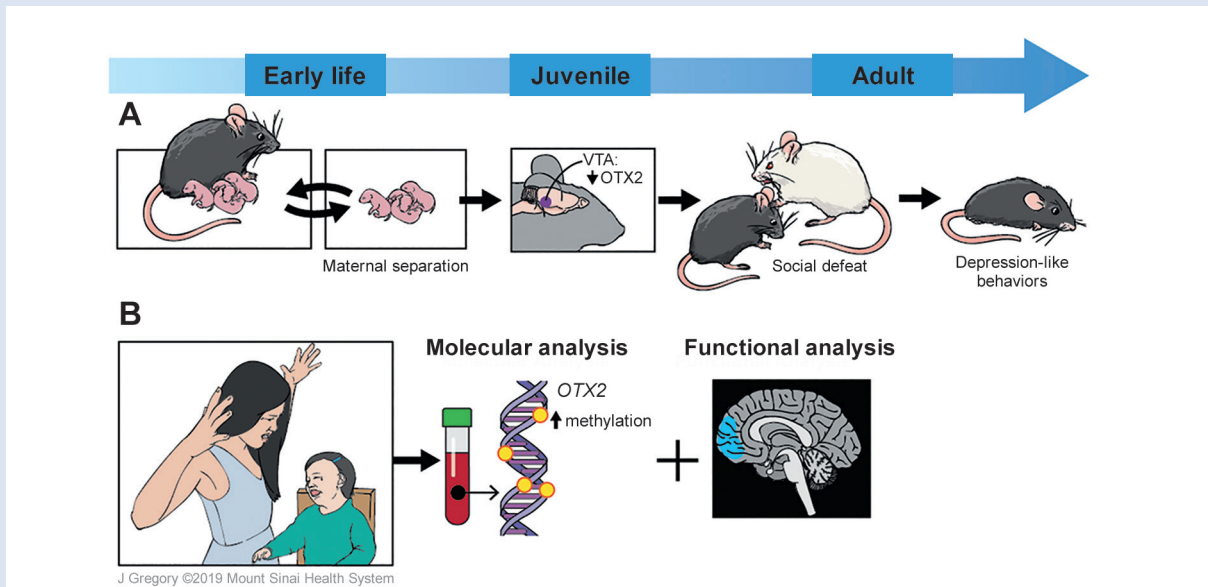 Early life
Juvenile
Adult
A
VTA:
↓OTX2
Maternal separation
Social defeat
Depression-like
behaviors
B
Molecular analysis
Functional analysis
OTX2
↑ methylation
J Gregory ©2019 Mount Sinai Health System